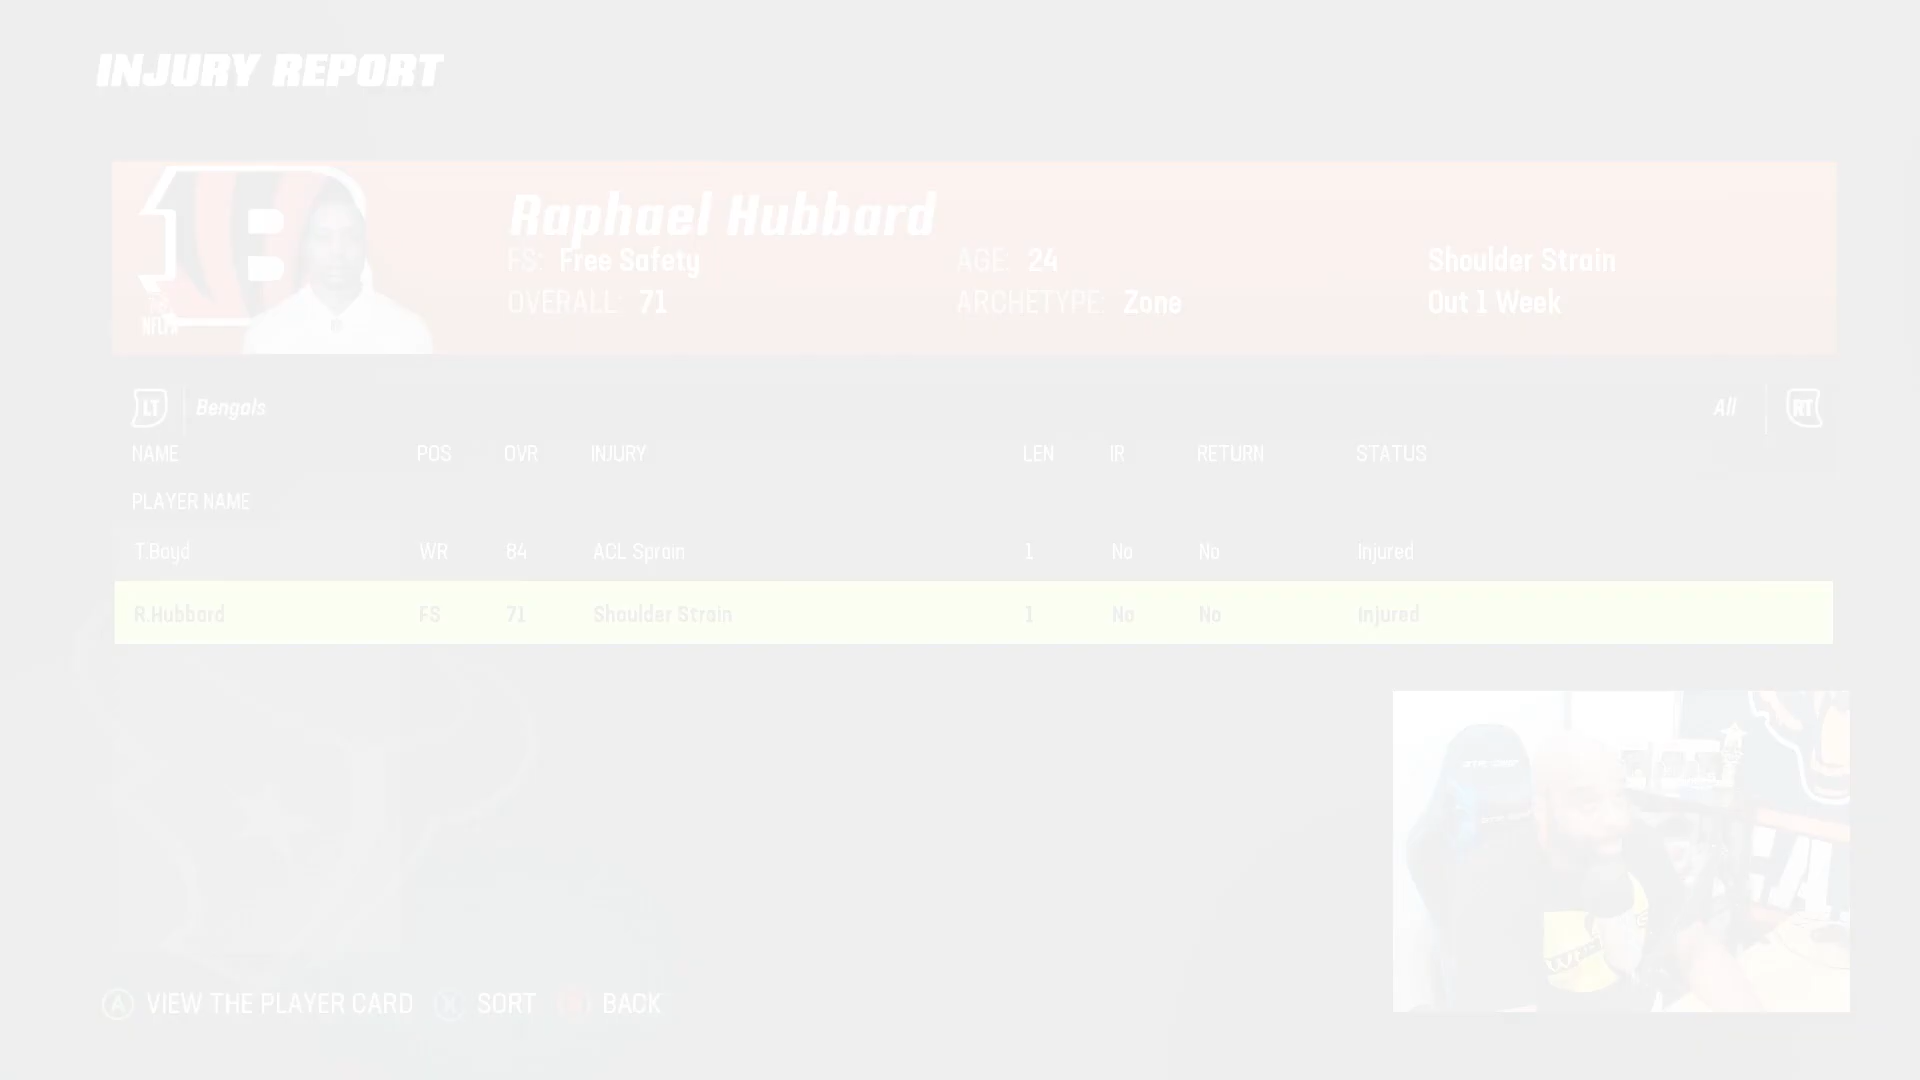 INJURY REPORT
Raphael Hubbard
FS: Free Safety AGE: 24 Shoulder Strain
OVERALL: 71 ARCHETYPE: Zone Out 1 Week
NFLPA
LT Bengals All RT
NAME POS OVR INJURY LEN IR RETURN STATUS
PLAYER NAME
T.Boyd WR 84 ACL Sprain 1 No No Injured
R.Hubbard FS 71 Shoulder Strain 1 No No Injured
A VIEW THE PLAYER CARD X SORT B BACK